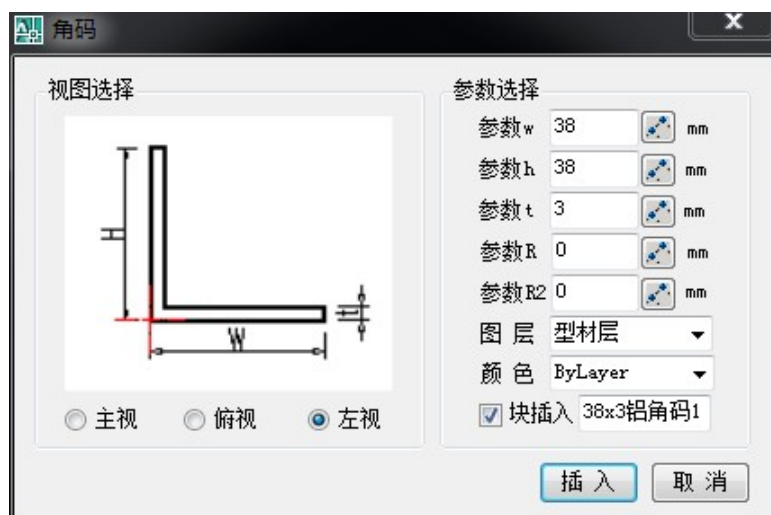 角码
X
视图选择
H
W
t
主视
俯视
左视
参数选择
参数w 38 mm
参数h 38 mm
参数t 3 mm
参数R 0 mm
参数R2 0 mm
图 层 型材层
颜 色 ByLayer
块插入 38x3铝角码1
插 入
取 消